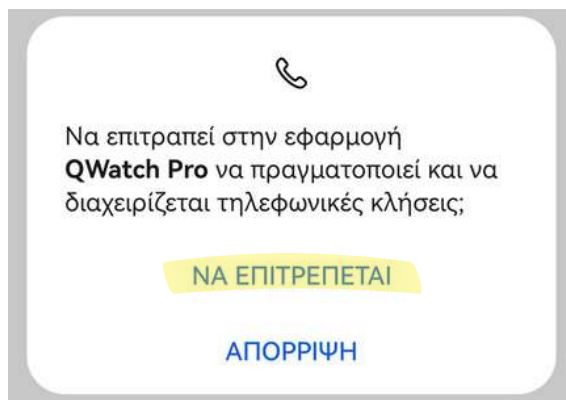 Να επιτραπεί στην εφαρμογή
QWatch Pro να πραγματοποιεί και να
διαχειρίζεται τηλεφωνικές κλήσεις;
ΝΑ ΕΠΙΤΡΕΠΕΤΑΙ
ΑΠΟΡΡΙΨΗ